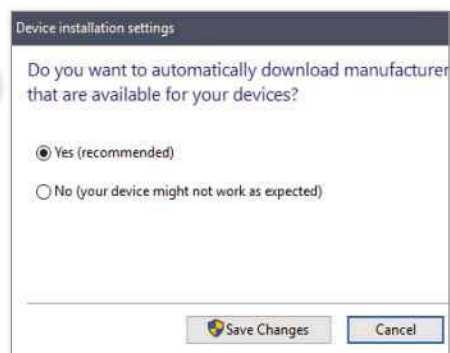 Device installation settings
Do you want to automatically download manufacturer
that are available for your devices?
Yes (recommended)
No (your device might not work as expected)
Save Changes Cancel